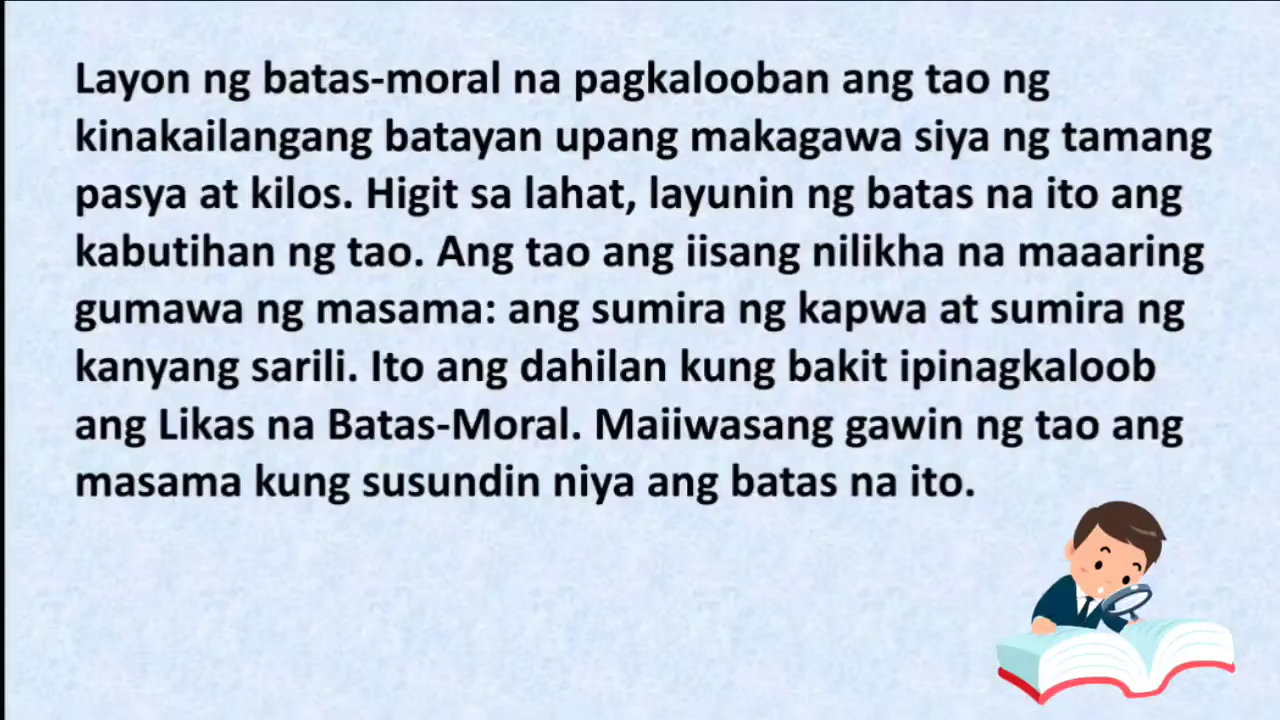 Layon ng batas-moral na pagkalooban ang tao ng
kinakailangang batayan upang makagawa siya ng tamang
pasya at kilos. Higit sa lahat, layunin ng batas na ito ang
kabutihan ng tao. Ang tao ang iisang nilikha na maaaring
gumawa ng masama: ang sumira ng kapwa at sumira ng
kanyang sarili. Ito ang dahilan kung bakit ipinagkaloob
ang Likas na Batas-Moral. Maiiwasang gawin ng tao ang
masama kung susundin niya ang batas na ito.